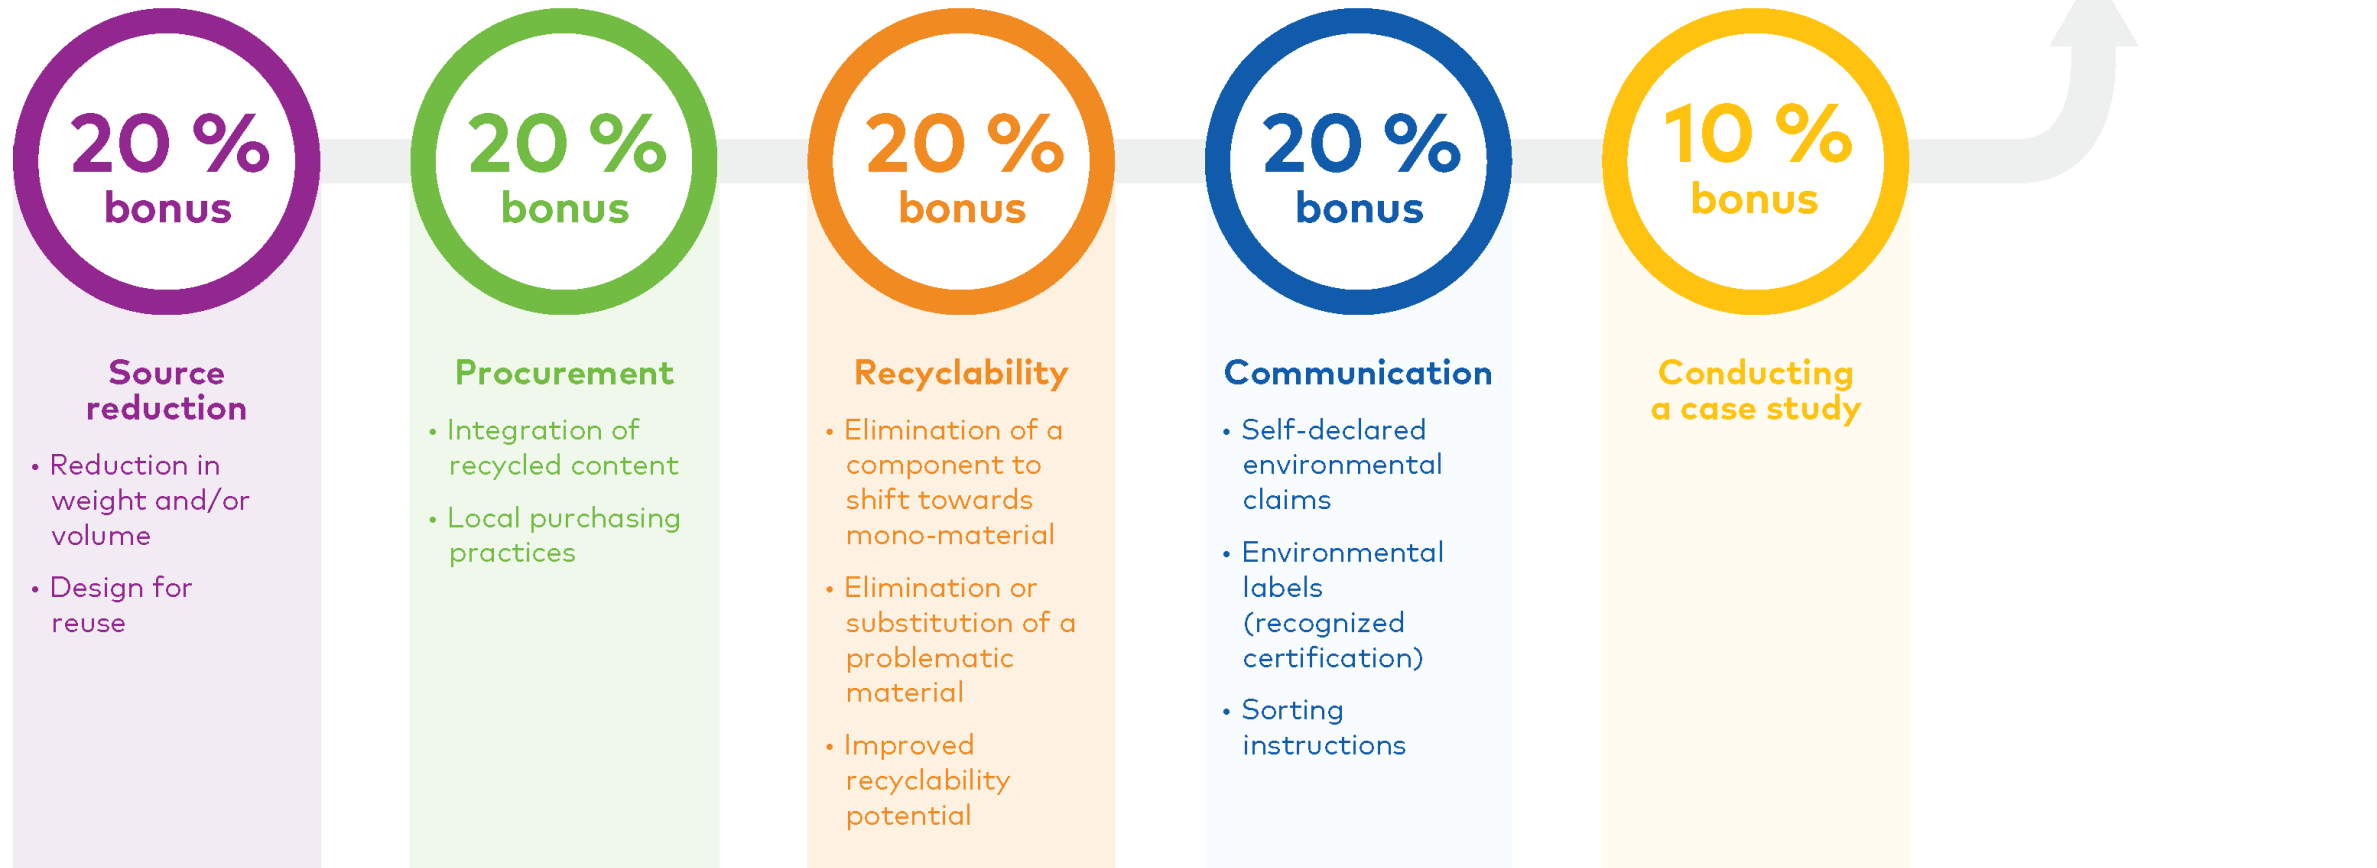 20 %
bonus
Source
reduction
• Reduction in
weight and/or
volume
• Design for
reuse
20 %
bonus
Procurement
• Integration of
recycled content
• Local purchasing
practices
20 %
bonus
Recyclability
• Elimination of a
component to
shift towards
mono-material
• Elimination or
substitution of a
problematic
material
• Improved
recyclability
potential
20 %
bonus
Communication
• Self-declared
environmental
claims
• Environmental
labels
(recognized
certification)
• Sorting
instructions
10 %
bonus
Conducting
a case study